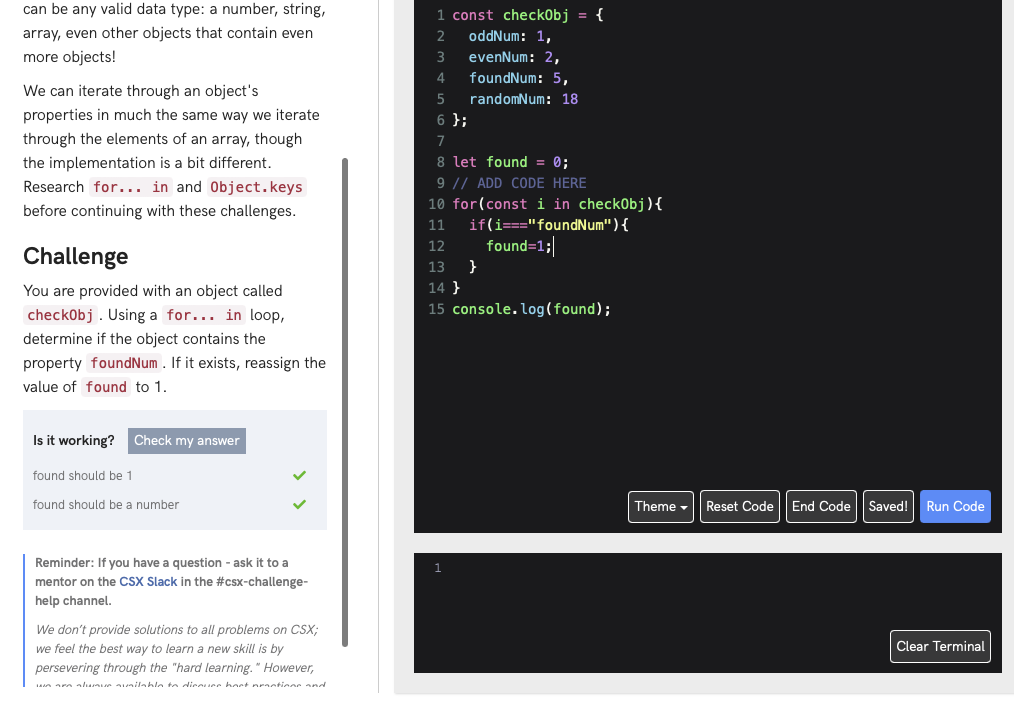 can be any valid data type: a number, string,
array, even other objects that contain even
more objects!
We can iterate through an object's
properties in much the same way we iterate
through the elements of an array, though
the implementation is a bit different.
Research for... in and Object.keys
before continuing with these challenges.
Challenge
You are provided with an object called
checkObj . Using a for... in loop,
determine if the object contains the
property foundNum . If it exists, reassign the
value of found to 1.
Is it working? Check my answer
found should be 1
found should be a number
Reminder: If you have a question - ask it to a
mentor on the CSX Slack in the #csx-challenge-
help channel.
We don't provide solutions to all problems on CSX;
we feel the best way to learn a new skill is by
persevering through the "hard learning." However,
we are always available to discuss best practices and
1 const checkObj = {
2 oddNum: 1,
3 evenNum: 2,
4 foundNum: 5,
5 randomNum: 18
6 };
7
8 let found = 0;
9 // ADD CODE HERE
10 for(const i in checkObj){
11 if(i==="foundNum"){
12 found=1;
13 }
14 }
15 console.log(found);
Theme Reset Code End Code Saved! Run Code
1
Clear Terminal